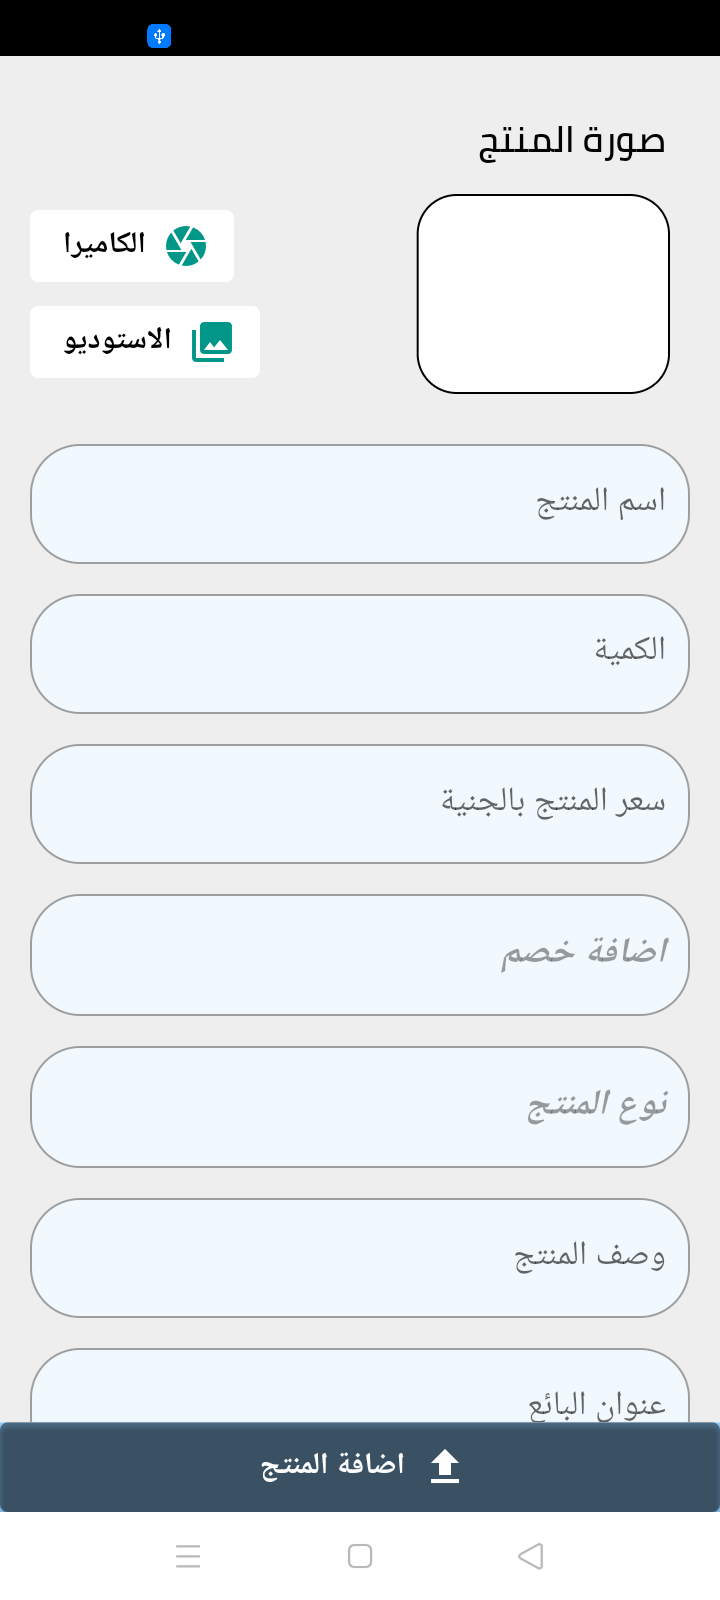 صورة المنتج
الكاميرا
الاستوديو
اسم المنتج
الكمية
سعر المنتج بالجنية
اضافة خصم
نوع المنتج
وصف المنتج
عنوان البائع
اضافة المنتج